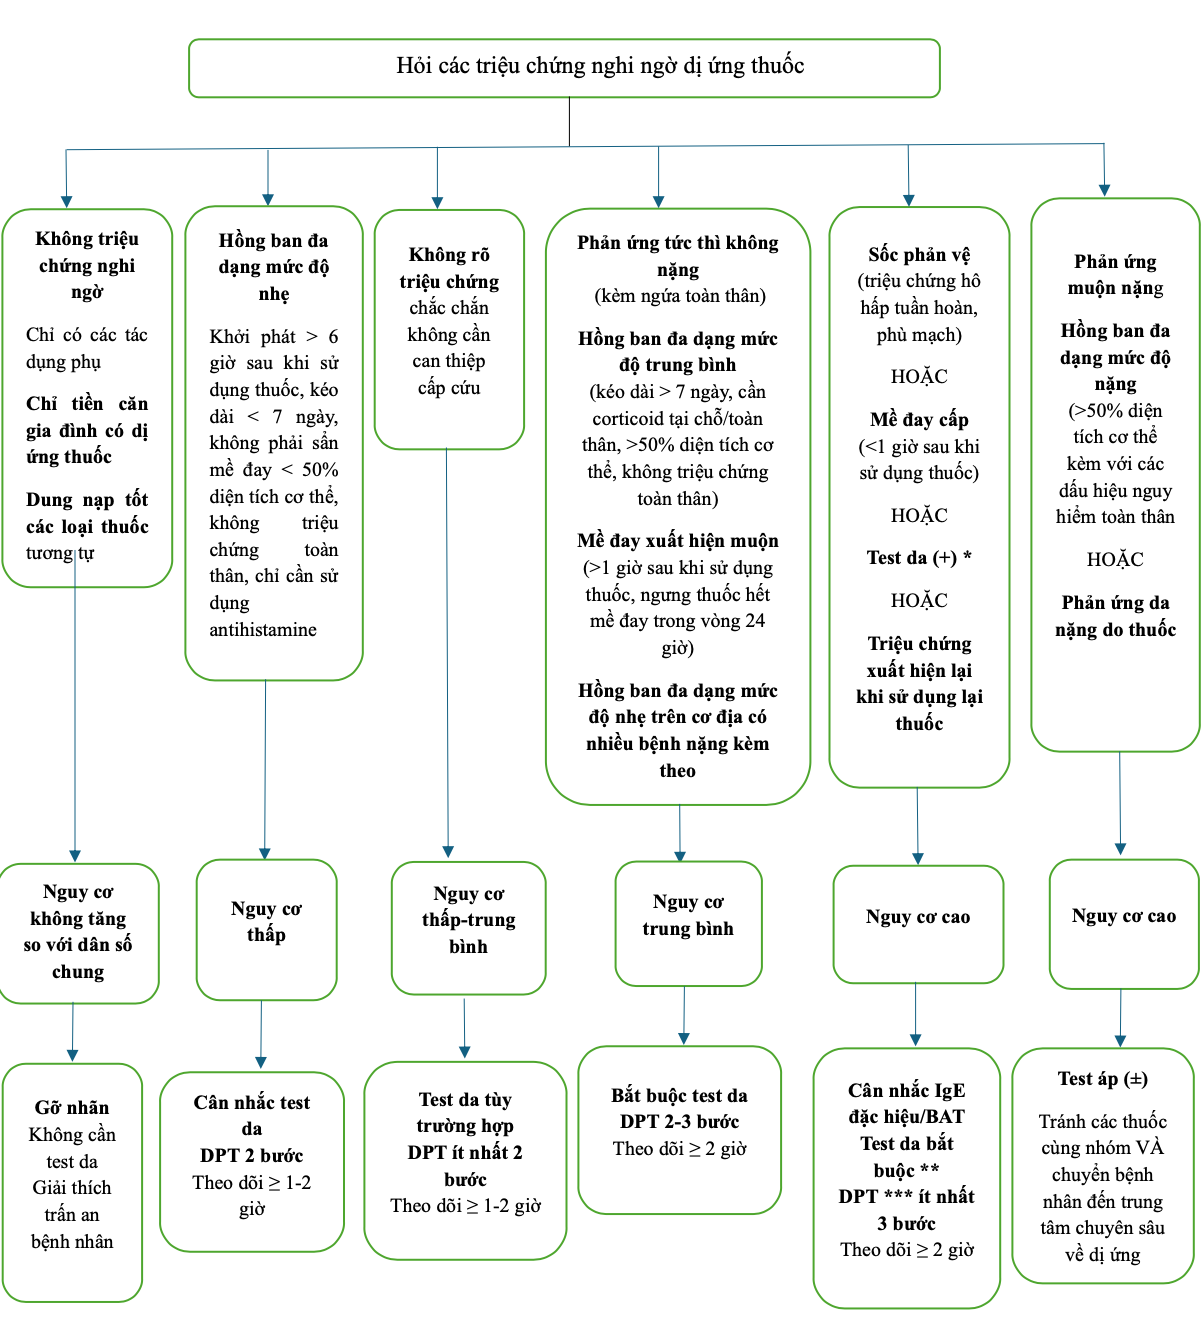 Hỏi các triệu chứng nghi ngờ dị ứng thuốc
Không triệu
chứng nghi
ngờ
Chỉ có các tác
dụng phụ
Chỉ tiền căn
gia đình có dị
ứng thuốc
Dung nạp tốt
các loại thuốc
tương tự
Hồng ban đa
dạng mức độ
nhẹ
Khởi phát > 6
giờ sau khi sử
dụng thuốc, kéo
dài < 7 ngày,
không phải sẩn
mề đay < 50%
diện tích cơ thể,
không triệu
chứng toàn
thân, chỉ cần sử
dụng
antihistamine
Không rõ
triệu chứng
chắc chắn
không cần
can thiệp
cấp cứu
Phản ứng tức thì không
nặng
(kèm ngứa toàn thân)
Hồng ban đa dạng mức
độ trung bình
(kéo dài > 7 ngày, cần
corticoid tại chỗ/toàn
thân, >50% diện tích cơ
thể, không triệu chứng
toàn thân)
Mề đay xuất hiện muộn
(>1 giờ sau khi sử dụng
thuốc, ngưng thuốc hết
mề đay trong vòng 24
giờ)
Hồng ban đa dạng mức
độ nhẹ trên cơ địa có
nhiều bệnh nặng kèm
theo
Sốc phản vệ
(triệu chứng hô
hấp tuần hoàn,
phù mạch)
HOẶC
Mề đay cấp
(<1 giờ sau khi
sử dụng thuốc)
HOẶC
Test da (+) *
HOẶC
Triệu chứng
xuất hiện lại
khi sử dụng lại
thuốc
Phản ứng
muộn nặng
Hồng ban đa
dạng mức độ
nặng
(>50% diện
tích cơ thể
kèm với các
dấu hiệu nguy
hiểm toàn thân
HOẶC
Phản ứng da
nặng do thuốc
Nguy cơ
không tăng
so với dân số
chung
Nguy cơ
thấp
Nguy cơ
thấp-trung
bình
Nguy cơ
trung bình
Nguy cơ cao
Nguy cơ cao
Gỡ nhãn
Không cần
test da
Giải thích
trấn an
bệnh nhân
Cân nhắc test
da
DPT 2 bước
Theo dõi ≥ 1-2
giờ
Test da tùy
trường hợp
DPT ít nhất 2
bước
Theo dõi ≥ 1-2 giờ
Bắt buộc test da
DPT 2-3 bước
Theo dõi ≥ 2 giờ
Cân nhắc IgE
đặc hiệu/BAT
Test da bắt
buộc **
DPT *** ít nhất
3 bước
Theo dõi ≥ 2 giờ
Test áp (±)
Tránh các thuốc
cùng nhóm VÀ
chuyển bệnh
nhân đến trung
tâm chuyên sâu
về dị ứng